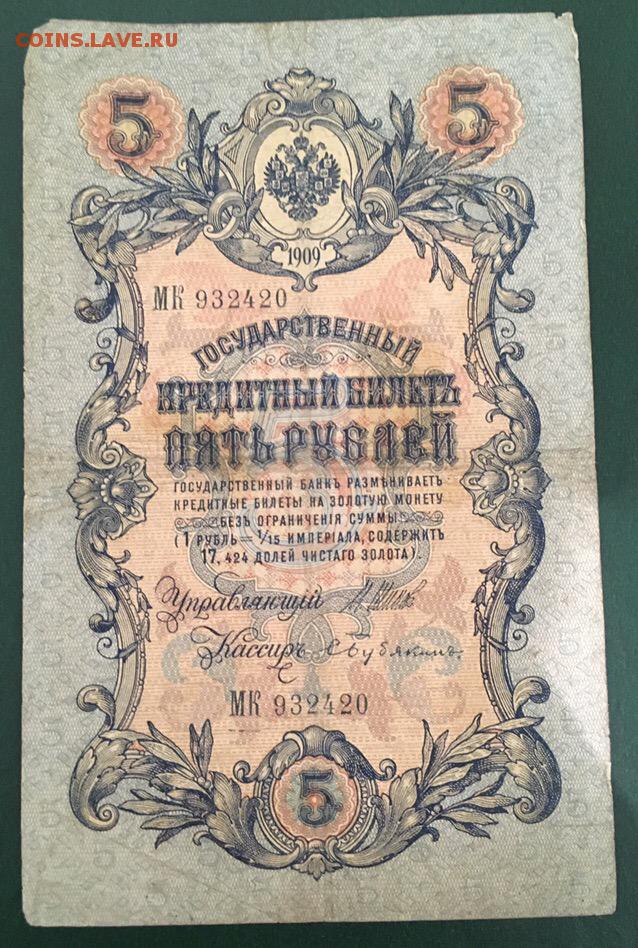 COINS.LAVE.RU
5
5
1909
МК 932420
ГОСУДАРСТВЕННЫЙ
КРЕДИТНЫЙ БИЛЕТЪ
ПЯТЬ РУБЛЕЙ
ГОСУДАРСТВЕННЫЙ БАНКЪ РАЗМѢНИВАЕТЪ
КРЕДИТНЫЕ БИЛЕТЫ НА ЗОЛОТУЮ МОНЕТУ
БЕЗЪ ОГРАНИЧЕНІЯ СУММЫ
(1 РУБЛЬ = 1/15 ИМПЕРІАЛА, СОДЕРЖИТЪ
17,424 ДОЛЕЙ ЧИСТАГО ЗОЛОТА).
Управляющій
Кассиръ С Бубякинъ
МК 932420
5